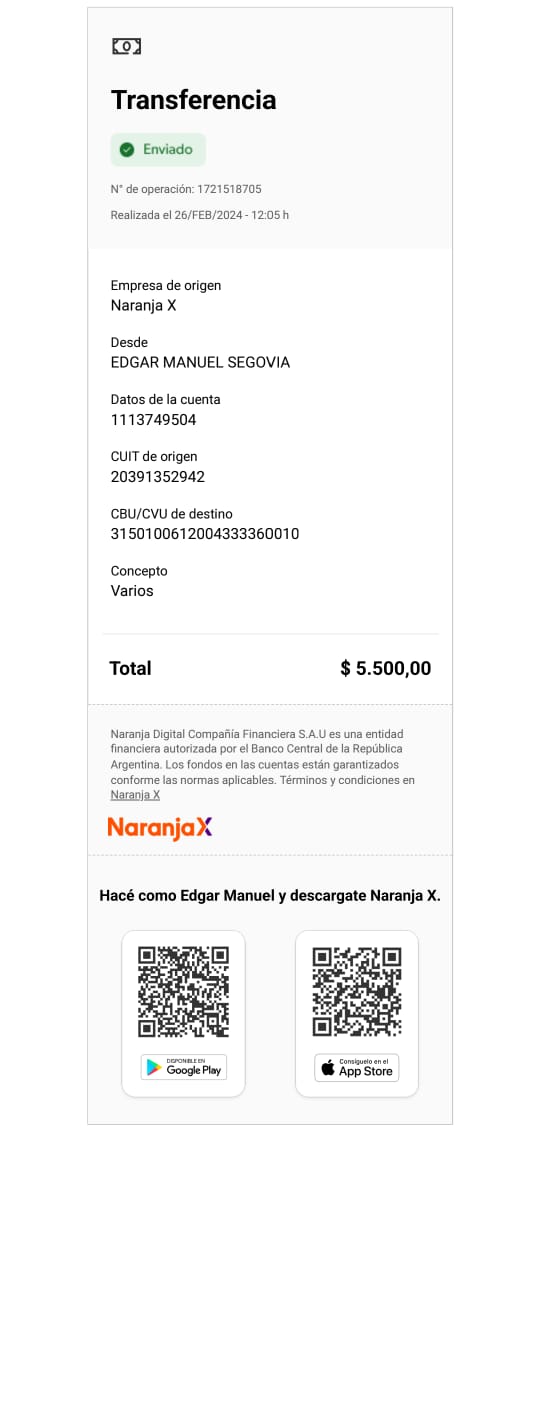 Transferencia
Enviado
N° de operación: 1721518705
Realizada el 26/FEB/2024 - 12:05 h
Empresa de origen
Naranja X
Desde
EDGAR MANUEL SEGOVIA
Datos de la cuenta
1113749504
CUIT de origen
20391352942
CBU/CVU de destino
3150100612004333360010
Concepto
Varios
Total $ 5.500,00
Naranja Digital Compañía Financiera S.A.U es una entidad
financiera autorizada por el Banco Central de la República
Argentina. Los fondos en las cuentas están garantizados
conforme las normas aplicables. Términos y condiciones en
Naranja X
NaranjaX
Hacé como Edgar Manuel y descargate Naranja X.
DISPONIBLE EN
Google Play
Consíguelo en el
App Store